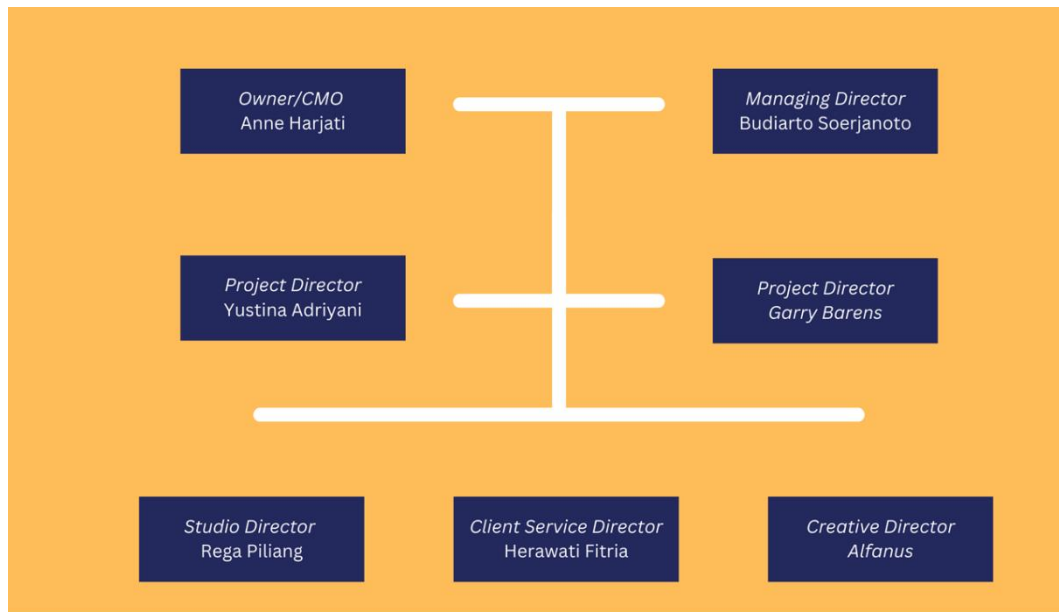 Owner/CMO
Anne Harjati
Managing Director
Budiarto Soerjanoto
Project Director
Yustina Adriyani
Project Director
Garry Barens
Studio Director
Rega Piliang
Client Service Director
Herawati Fitria
Creative Director
Alfanus